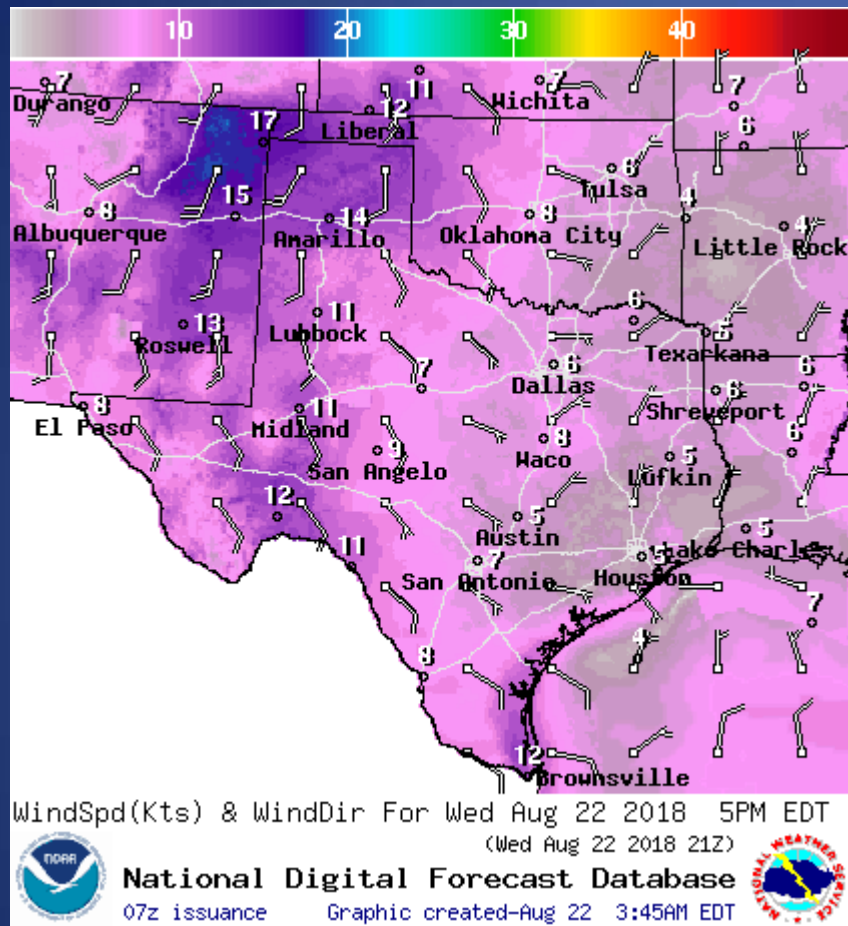 10 20 30 40
7 11 7 7
Durango 12 Wichita
17 Liberal 6
15 8 6
8 14 Tulsa 4 4
Albuquerque Amarillo Oklahoma City Little Rock
13 11 6 5
Roswell Lubbock Texarkana
7 6 6 6
Dallas
8 11 Shreveport
El Paso Midland 8 6
9 Waco 5
San Angelo Lufkin
12 5 5
Austin
11 7 5 Lake Charles
San Antonio Houston
7
8 4
12
Brownsville
WindSpd(Kts) & WindDir For Wed Aug 22 2018 5PM EDT
(Wed Aug 22 2018 21Z)
NOAA
National Digital Forecast Database
07z issuance Graphic created-Aug 22 3:45AM EDT
NATIONAL WEATHER SERVICE